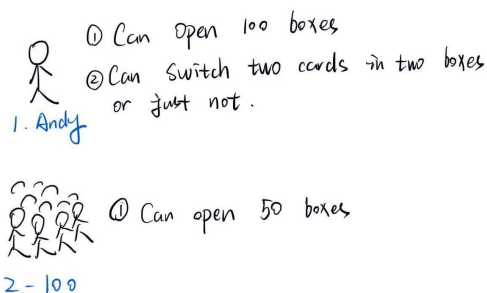 ① Can open 100 boxes
② Can switch two cards in two boxes
or just not.
1. Andy
① Can open 50 boxes
2 - 100